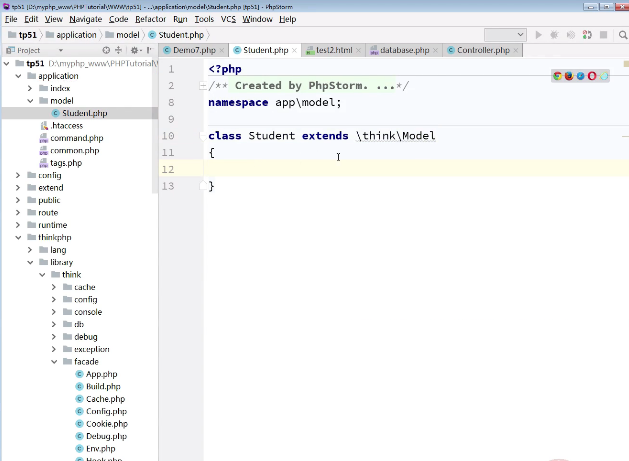 tp51 [D:\myphp_www\PHPTutorial\WWW\tp51] - ...\application\model\Student.php [tp51] - PhpStorm
File Edit View Navigate Code Refactor Run Tools VCS Window Help
tp51 application model Student.php
Project
Demo7.php × Student.php × test2.html × database.php × Controller.php ×
tp51 D:\myphp_www\PHPTutorial\
application
index
model
Student.php
.htaccess
command.php
common.php
tags.php
config
extend
public
route
runtime
thinkphp
lang
library
think
cache
config
console
db
debug
exception
facade
App.php
Build.php
Cache.php
Config.php
Cookie.php
Debug.php
Env.php
Hook.php
1 <?php
2 /** Created by PhpStorm. ...*/
8 namespace app\model;
9
10 class Student extends \think\Model
11 {
12
13 }